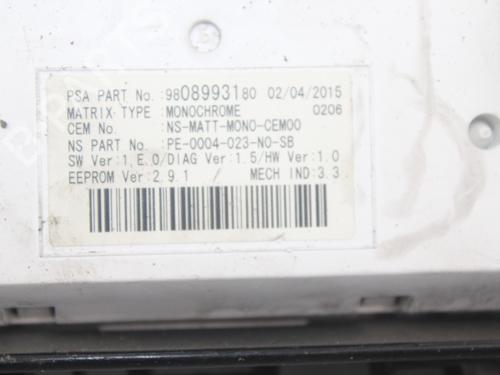 PSA PART No. :9808993180 02/04/2015
MATRIX TYPE :MONOCHROME 0206
CEM No. :NS-MATT-MONO-CEM00
NS PART No. :PE-0004-023-NO-SB
SW Ver:1.E.0/DIAG Ver:1.5/HW Ver:1.0
EEPROM Ver:2.9.1 / MECH IND:3.3